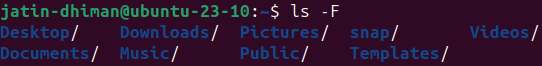 jatin-dhiman@ubuntu-23-10:~$ ls -F
Desktop/    Downloads/  Pictures/  snap/       Videos/
Documents/  Music/      Public/    Templates/